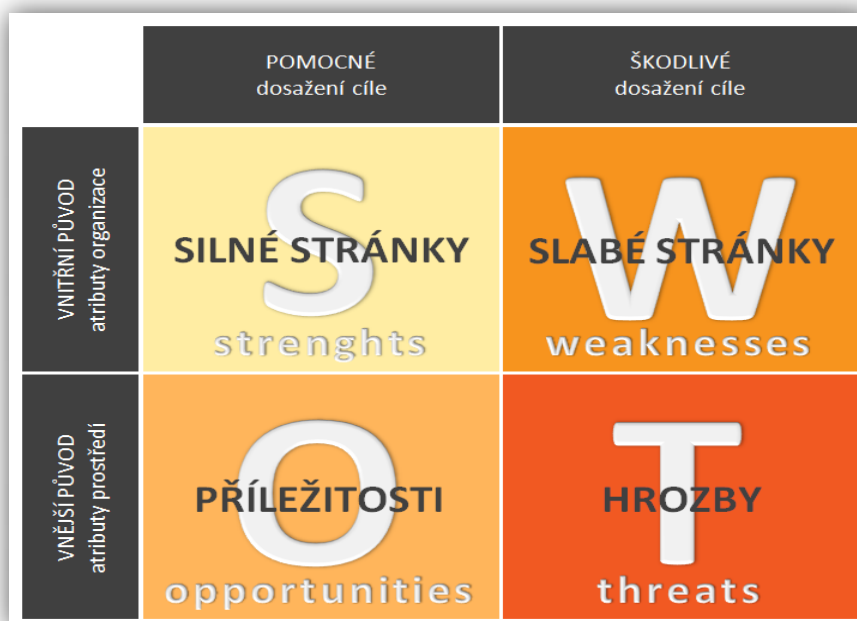 POMOCNÉ
dosažení cíle
ŠKODLIVÉ
dosažení cíle
VNITŘNÍ PŮVOD
atributy organizace
S
SILNÉ STRÁNKY
strenghts
W
SLABÉ STRÁNKY
weaknesses
VNĚJŠÍ PŮVOD
atributy prostředí
O
PŘÍLEŽITOSTI
opportunities
T
HROZBY
threats